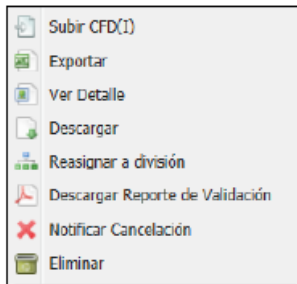 Subir CFD(I)
Exportar
Ver Detalle
Descargar
Reasignar a división
Descargar Reporte de Validación
Notificar Cancelación
Eliminar